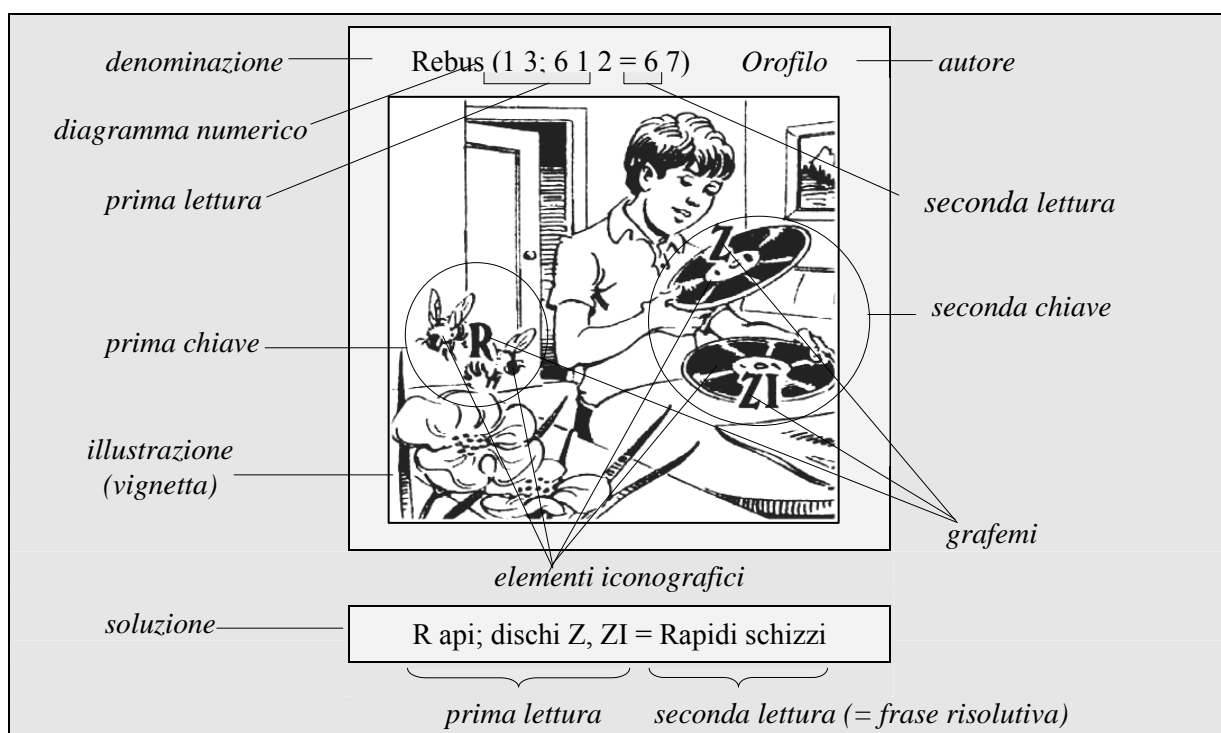 denominazione Rebus (1 3; 6 1 2 = 6 7) Orofilo autore
diagramma numerico
prima lettura
seconda lettura
Z
seconda chiave
R
prima chiave
ZI
illustrazione
(vignetta)
grafemi
elementi iconografici
soluzione
R api; dischi Z, ZI = Rapidi schizzi
prima lettura seconda lettura (= frase risolutiva)